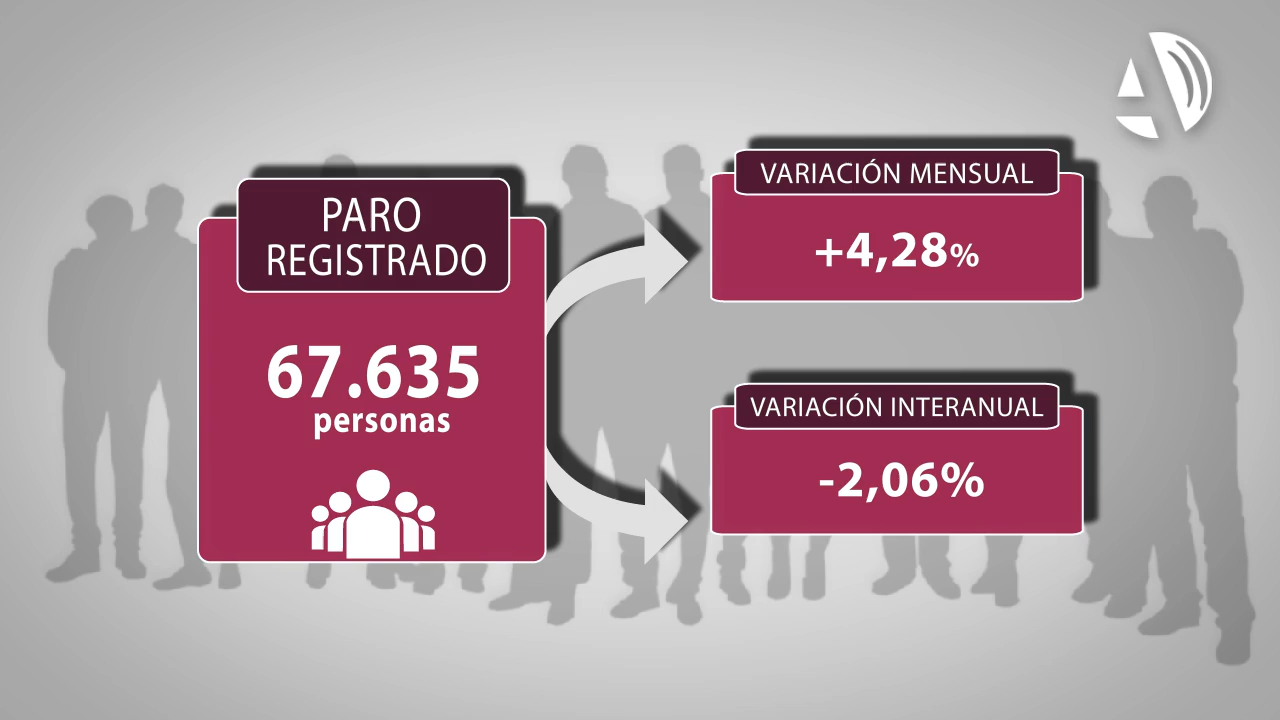 PARO
REGISTRADO
67.635
personas
VARIACIÓN MENSUAL
+4,28%
VARIACIÓN INTERANUAL
-2,06%